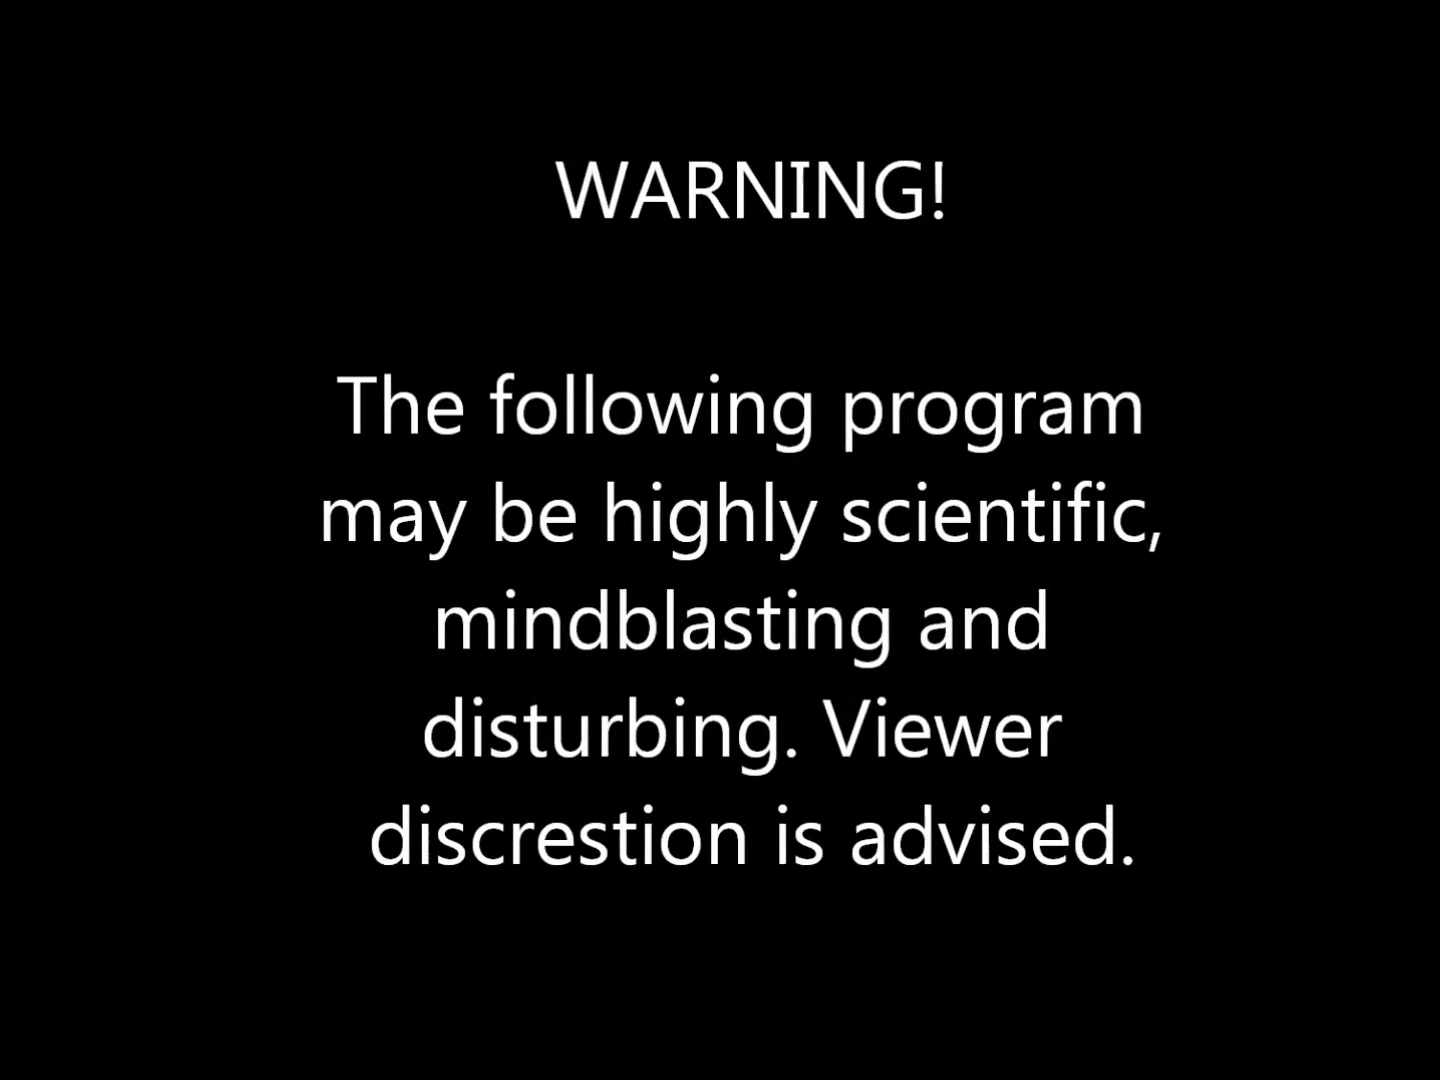 WARNING!
The following program
may be highly scientific,
mindblasting and
disturbing. Viewer
discrestion is advised.